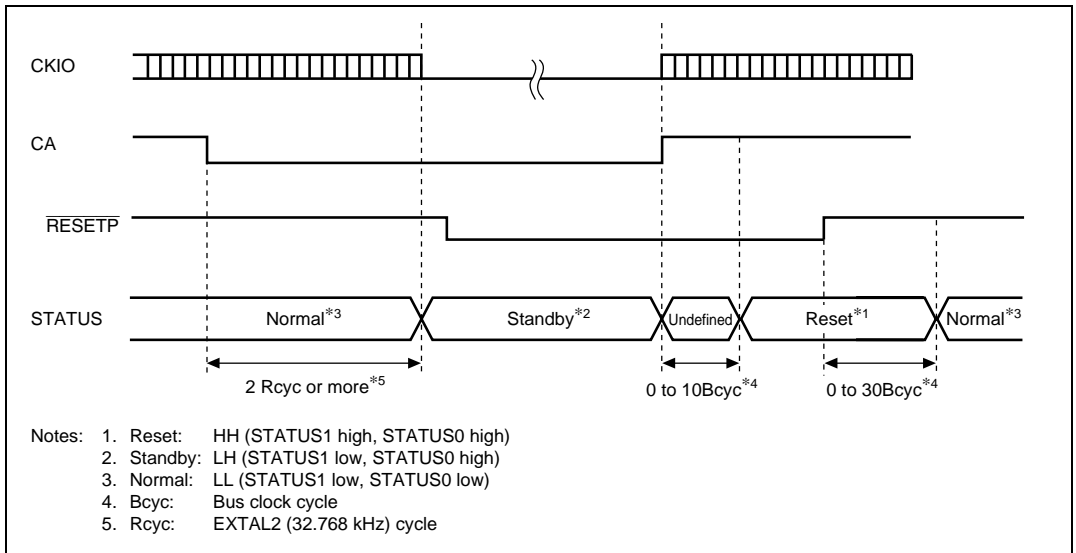 CKIO
CA
RESETP
STATUS
Normal*3
Standby*2
Undefined
Reset*1
Normal*3
2 Rcyc or more*5
0 to 10Bcyc*4
0 to 30Bcyc*4
Notes: 1. Reset: HH (STATUS1 high, STATUS0 high)
2. Standby: LH (STATUS1 low, STATUS0 high)
3. Normal: LL (STATUS1 low, STATUS0 low)
4. Bcyc: Bus clock cycle
5. Rcyc: EXTAL2 (32.768 kHz) cycle